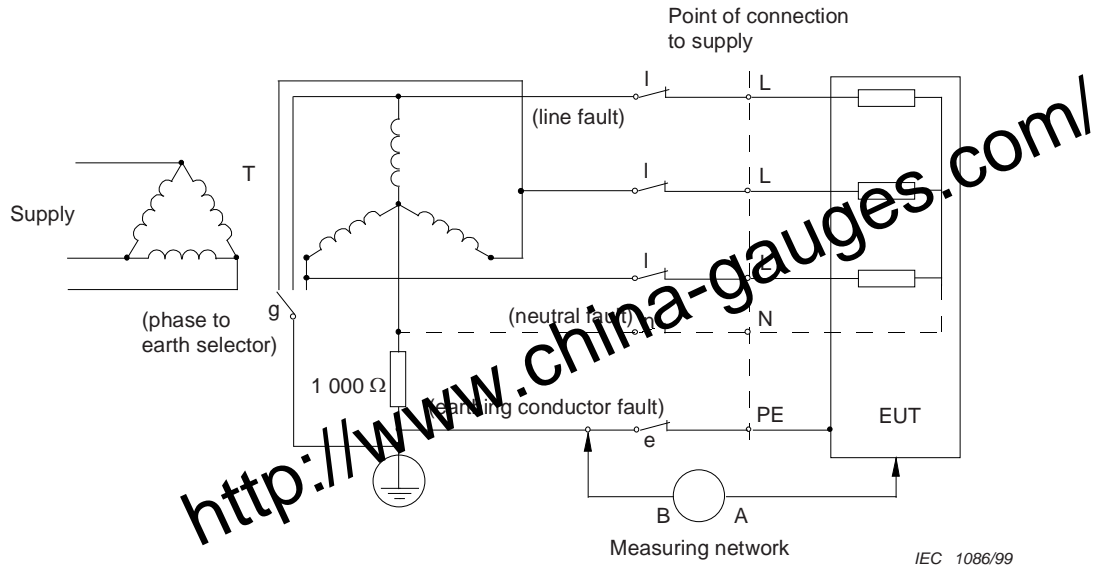 Point of connection
to supply
l
L
(line fault)
T
l
L
Supply
l
L
g
(phase to
earth selector)
(neutral fault)
n
N
1 000 Ω
(earthing conductor fault)
e
PE
EUT
B
A
Measuring network
IEC 1086/99
http://www.china-gauges.com/